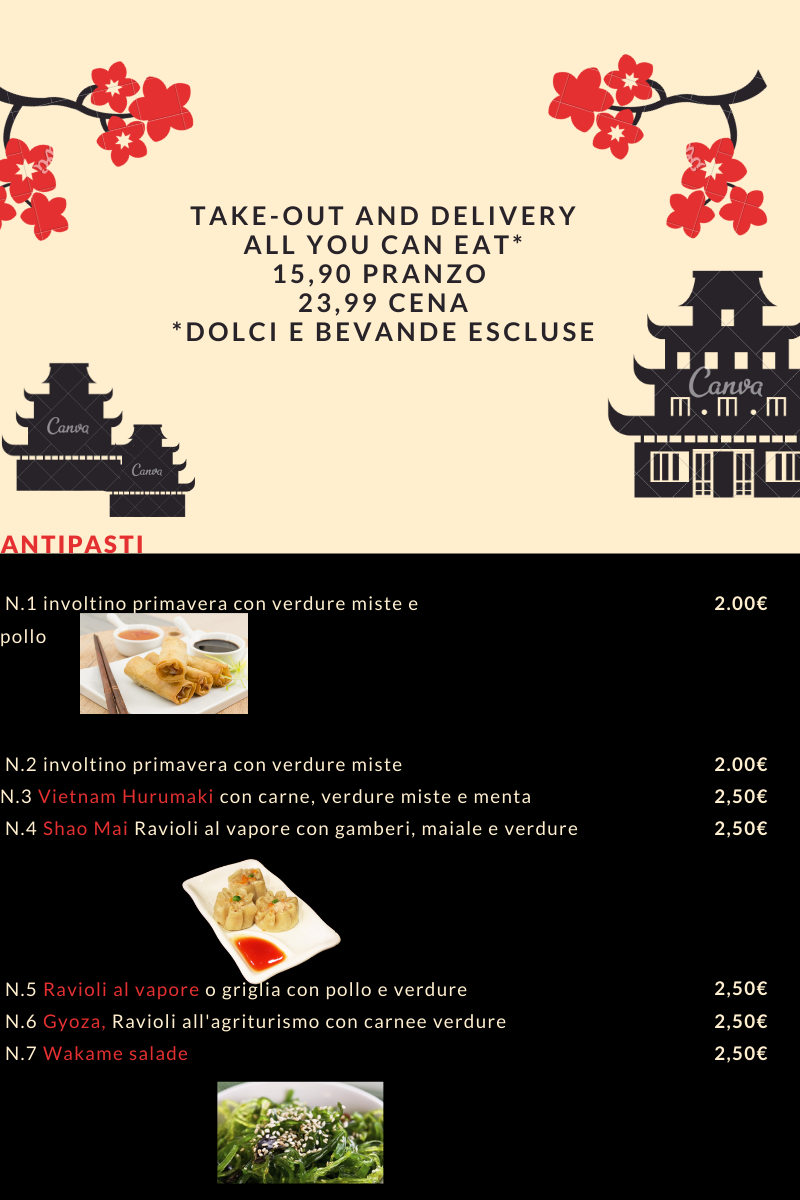 TAKE-OUT AND DELIVERY
ALL YOU CAN EAT*
15,90 PRANZO
23,99 CENA
*DOLCI E BEVANDE ESCLUSE
Canva
Canva
Canva
ANTIPASTI
N.1 involtino primavera con verdure miste e 2.00€
pollo
N.2 involtino primavera con verdure miste 2.00€
N.3 Vietnam Hurumaki con carne, verdure miste e menta 2,50€
N.4 Shao Mai Ravioli al vapore con gamberi, maiale e verdure 2,50€
N.5 Ravioli al vapore o griglia con pollo e verdure 2,50€
N.6 Gyoza, Ravioli all'agriturismo con carnee verdure 2,50€
N.7 Wakame salade 2,50€